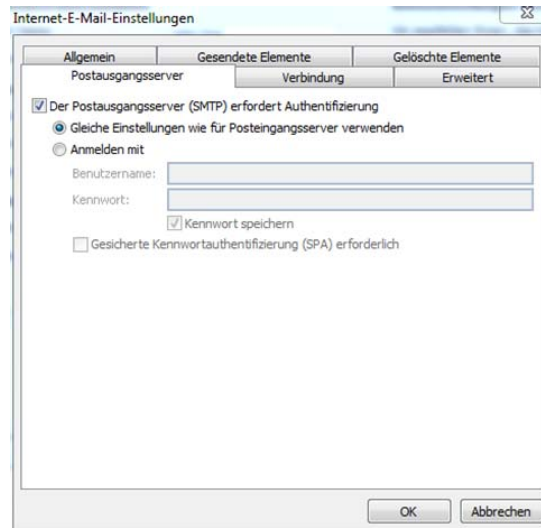 Internet-E-Mail-Einstellungen
Allgemein Gesendete Elemente Gelöschte Elemente
Postausgangsserver Verbindung Erweitert
Der Postausgangsserver (SMTP) erfordert Authentifizierung
Gleiche Einstellungen wie für Posteingangsserver verwenden
Anmelden mit
Benutzername:
Kennwort:
Kennwort speichern
Gesicherte Kennwortauthentifizierung (SPA) erforderlich
OK Abbrechen